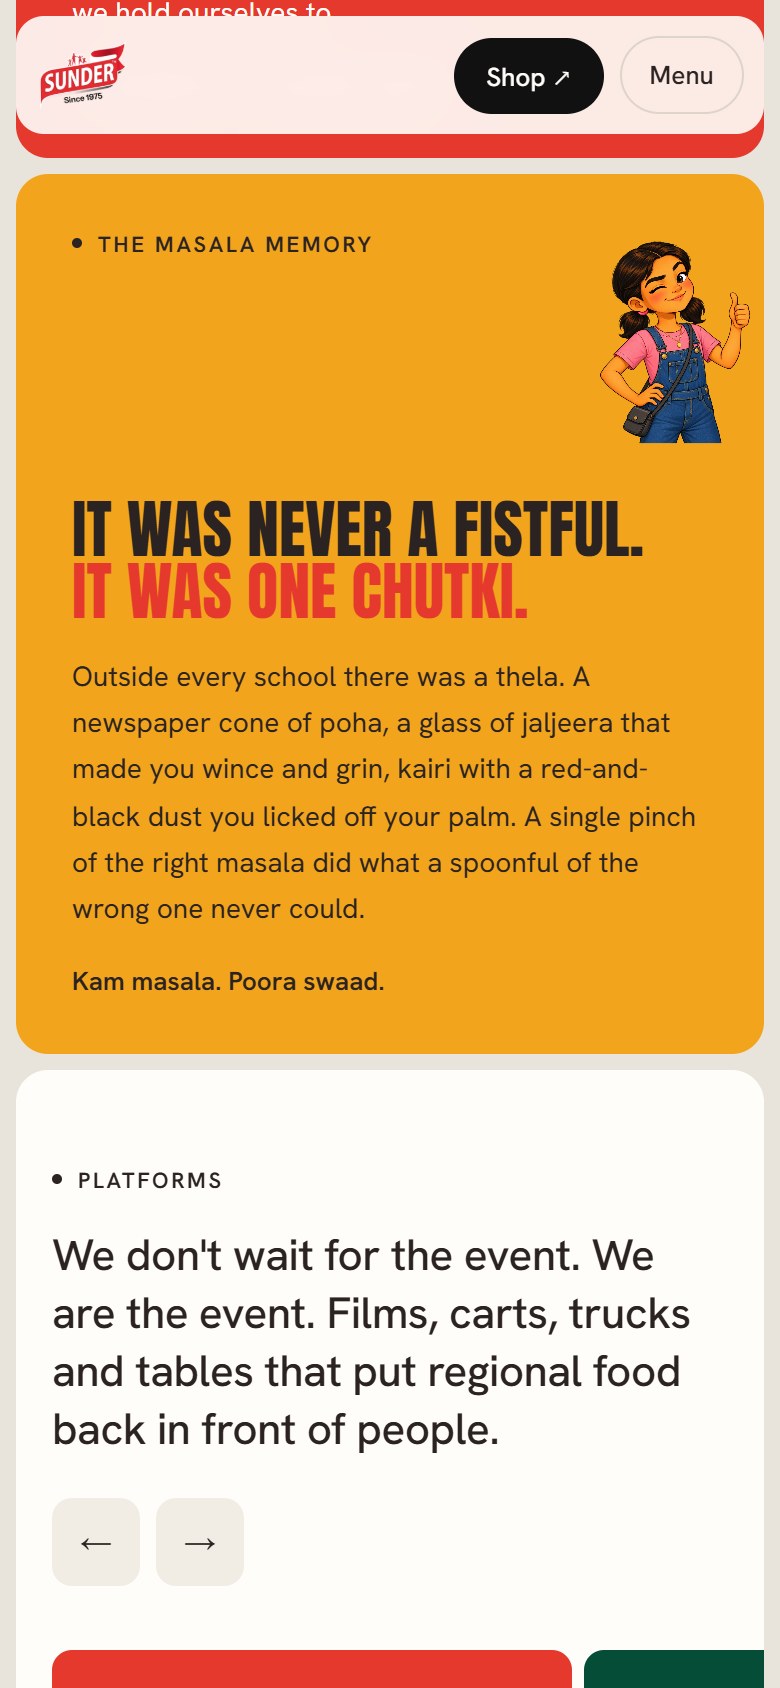 we hold ourselves to
SUNDER
Since 1975
Shop ↗
Menu
THE MASALA MEMORY
IT WAS NEVER A FISTFUL.
IT WAS ONE CHUTKI.
Outside every school there was a thela. A
newspaper cone of poha, a glass of jaljeera that
made you wince and grin, kairi with a red-and-
black dust you licked off your palm. A single pinch
of the right masala did what a spoonful of the
wrong one never could.
Kam masala. Poora swaad.
PLATFORMS
We don't wait for the event. We
are the event. Films, carts, trucks
and tables that put regional food
back in front of people.
← →